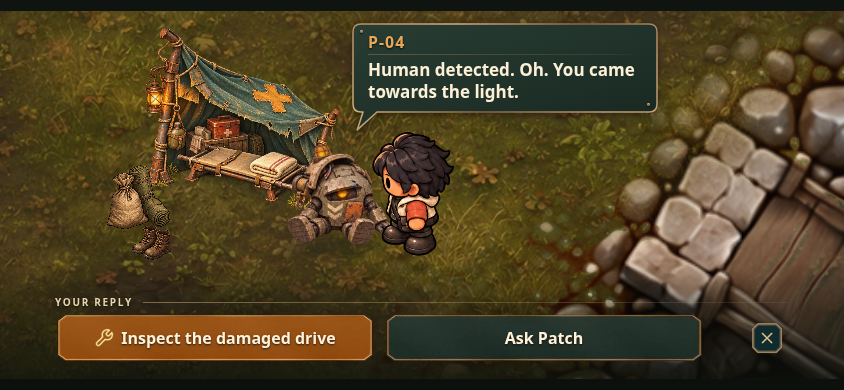 P-04
Human detected. Oh. You came
towards the light.
YOUR REPLY
Inspect the damaged drive
Ask Patch